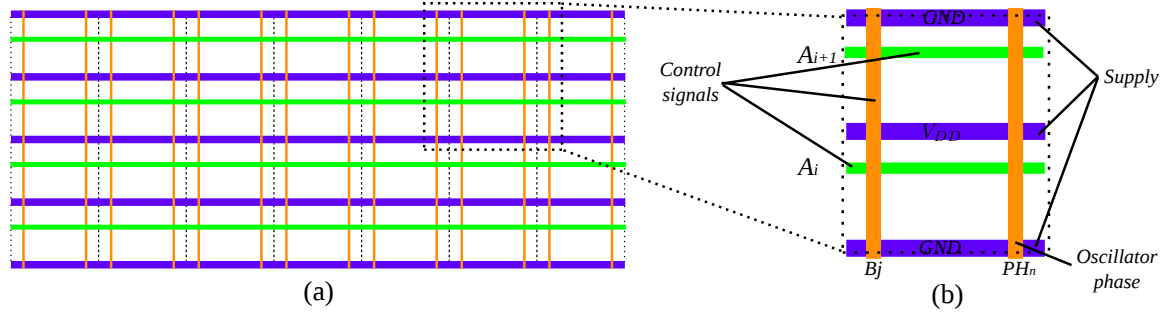 GND
Ai+1
Control
signals
Supply
VDD
Ai
GND
Bj
PHn
Oscillator
phase
(a)
(b)